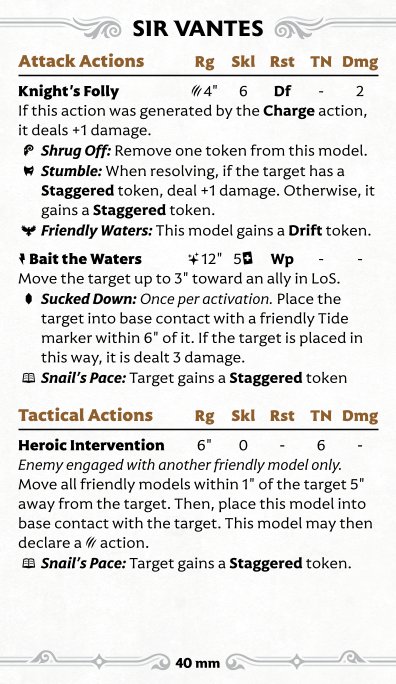 SIR VANTES
Attack Actions Rg Skl Rst TN Dmg
Knight's Folly 4" 6 Df - 2
If this action was generated by the Charge action,
it deals +1 damage.
Shrug Off: Remove one token from this model.
Stumble: When resolving, if the target has a
Staggered token, deal +1 damage. Otherwise, it
gains a Staggered token.
Friendly Waters: This model gains a Drift token.
Bait the Waters 12" 5 Wp - -
Move the target up to 3" toward an ally in LoS.
Sucked Down: Once per activation. Place the
target into base contact with a friendly Tide
marker within 6" of it. If the target is placed in
this way, it is dealt 3 damage.
Snail's Pace: Target gains a Staggered token
Tactical Actions Rg Skl Rst TN Dmg
Heroic Intervention 6" 0 - 6 -
Enemy engaged with another friendly model only.
Move all friendly models within 1" of the target 5"
away from the target. Then, place this model into
base contact with the target. This model may then
declare a action.
Snail's Pace: Target gains a Staggered token.
40 mm